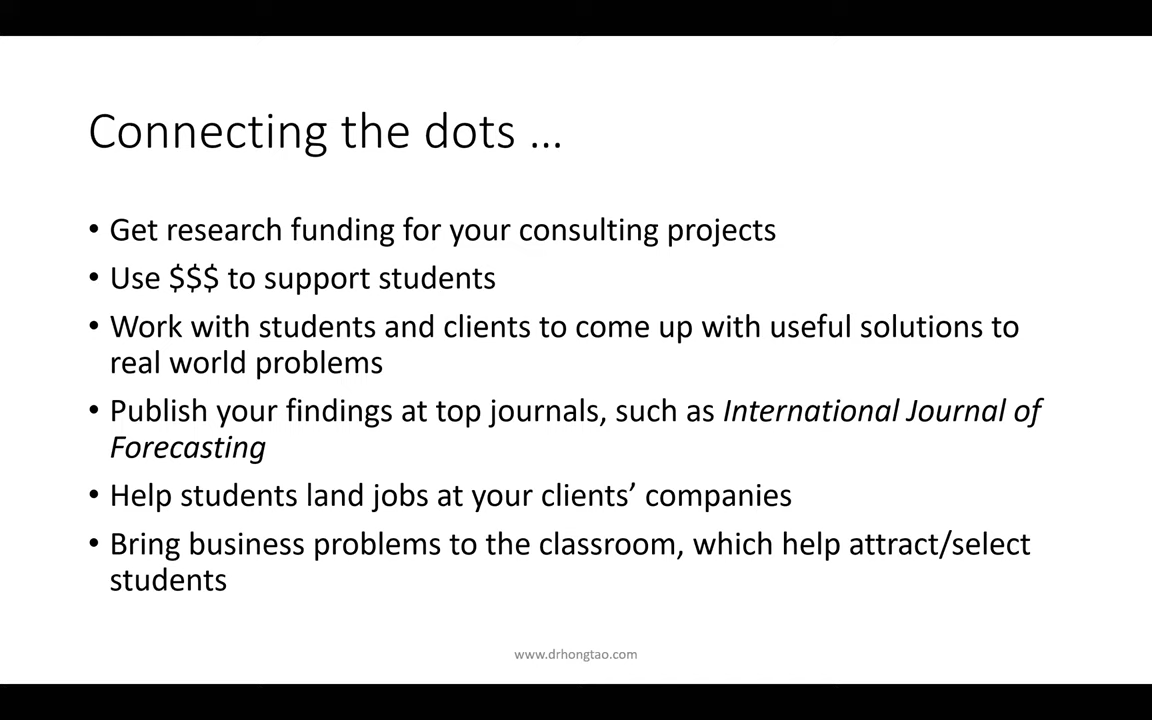 Connecting the dots ...
• Get research funding for your consulting projects
• Use $$$ to support students
• Work with students and clients to come up with useful solutions to
real world problems
• Publish your findings at top journals, such as International Journal of
Forecasting
• Help students land jobs at your clients’ companies
• Bring business problems to the classroom, which help attract/select
students
www.drhongtao.com